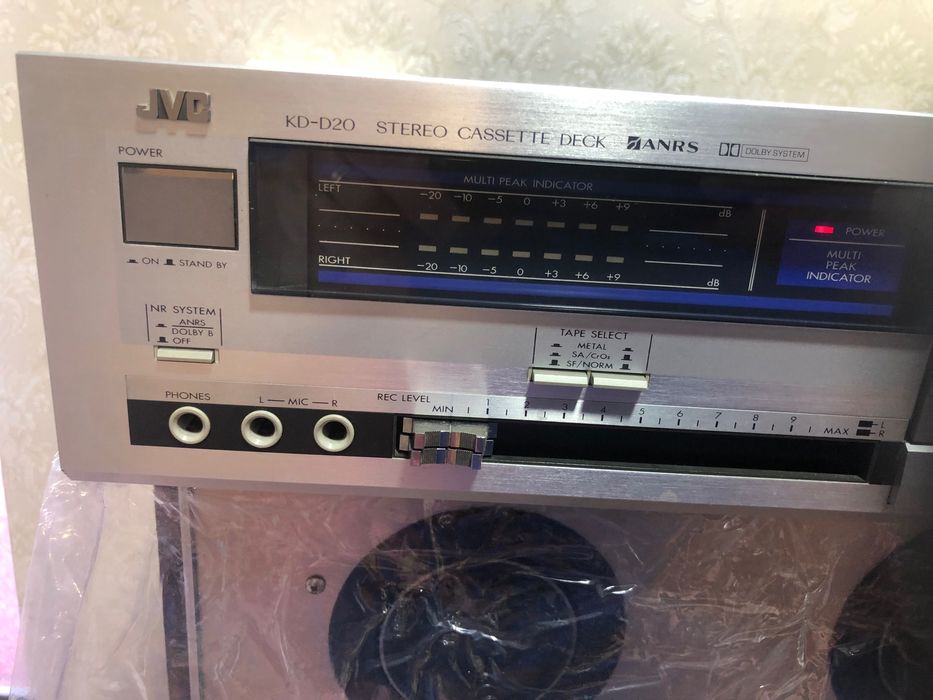 JVC
KD-D20 STEREO CASSETTE DECK ANRS DOLBY SYSTEM
POWER
ON STAND BY
MULTI PEAK INDICATOR
LEFT
-20 -10 -5 0 +3 +6 +9
dB
RIGHT
-20 -10 -5 0 +3 +6 +9
dB
POWER
MULTI
PEAK
INDICATOR
NR SYSTEM
ANRS
DOLBY B
OFF
TAPE SELECT
METAL
SA/CrO₂
SF/NORM
PHONES
L — MIC — R
REC LEVEL
MIN 1 2 3 4 5 6 7 8 9 MAX
L
R